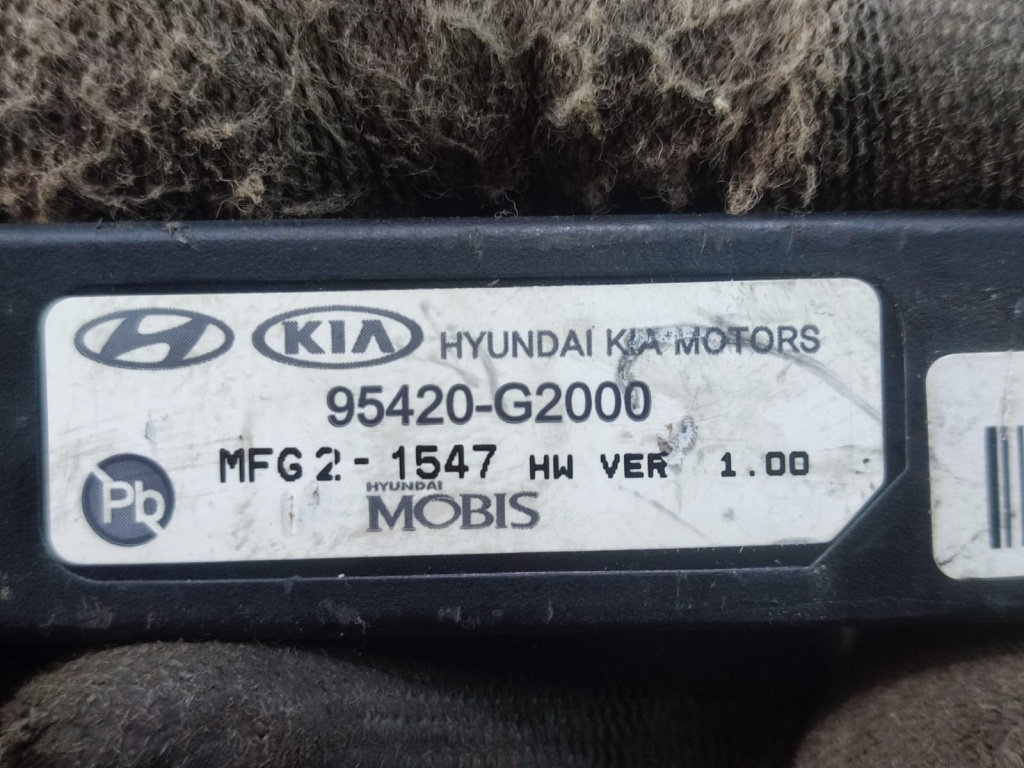 KIA HYUNDAI KIA MOTORS
95420-G2000
MFG 2 - 1547 HW VER 1.00
Pb
HYUNDAI
MOBIS